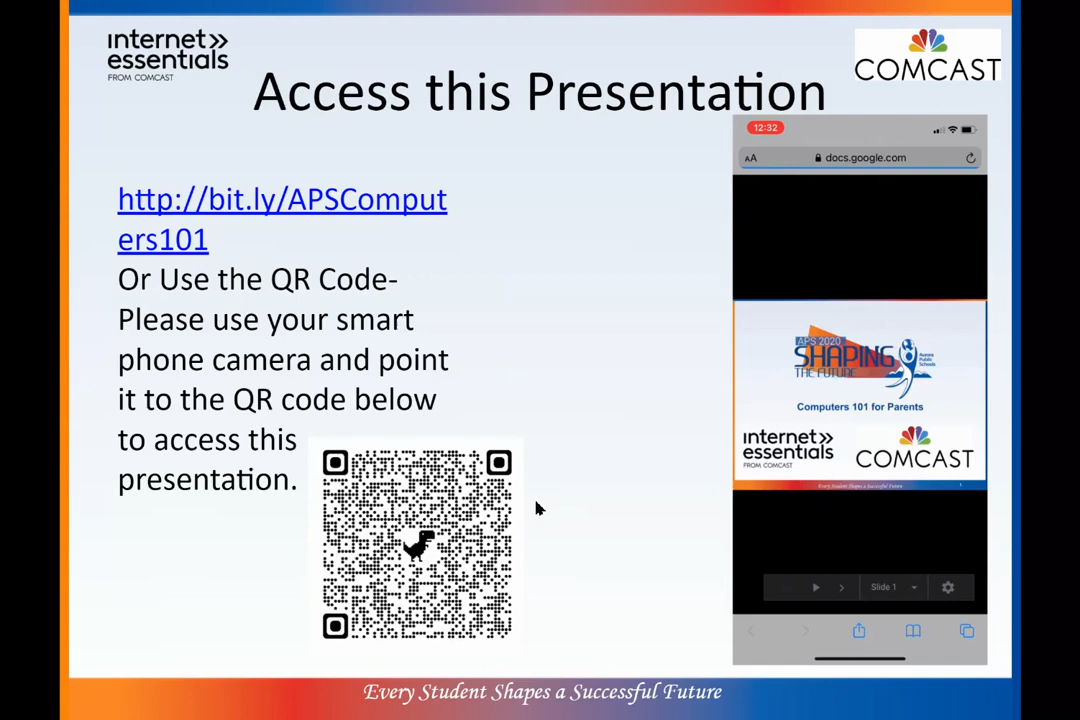 internet»
essentials
FROM COMCAST
COMCAST
Access this Presentation
http://bit.ly/APSComput
ers101
Or Use the QR Code-
Please use your smart
phone camera and point
it to the QR code below
to access this
presentation.
12:32
AA
docs.google.com
APS 2020
SHAPING
THE FUTURE
Aurora
Public
Schools
Computers 101 for Parents
internet»
essentials
FROM COMCAST
COMCAST
Every Student Shapes a Successful Future
1
Slide 1
Every Student Shapes a Successful Future